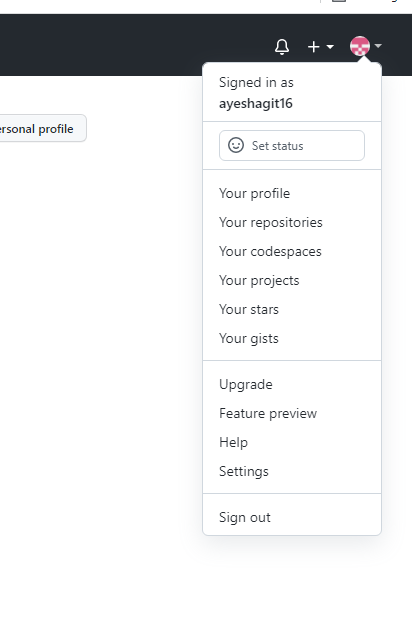 ersonal profile
Signed in as
ayeshagit16
Set status
Your profile
Your repositories
Your codespaces
Your projects
Your stars
Your gists
Upgrade
Feature preview
Help
Settings
Sign out